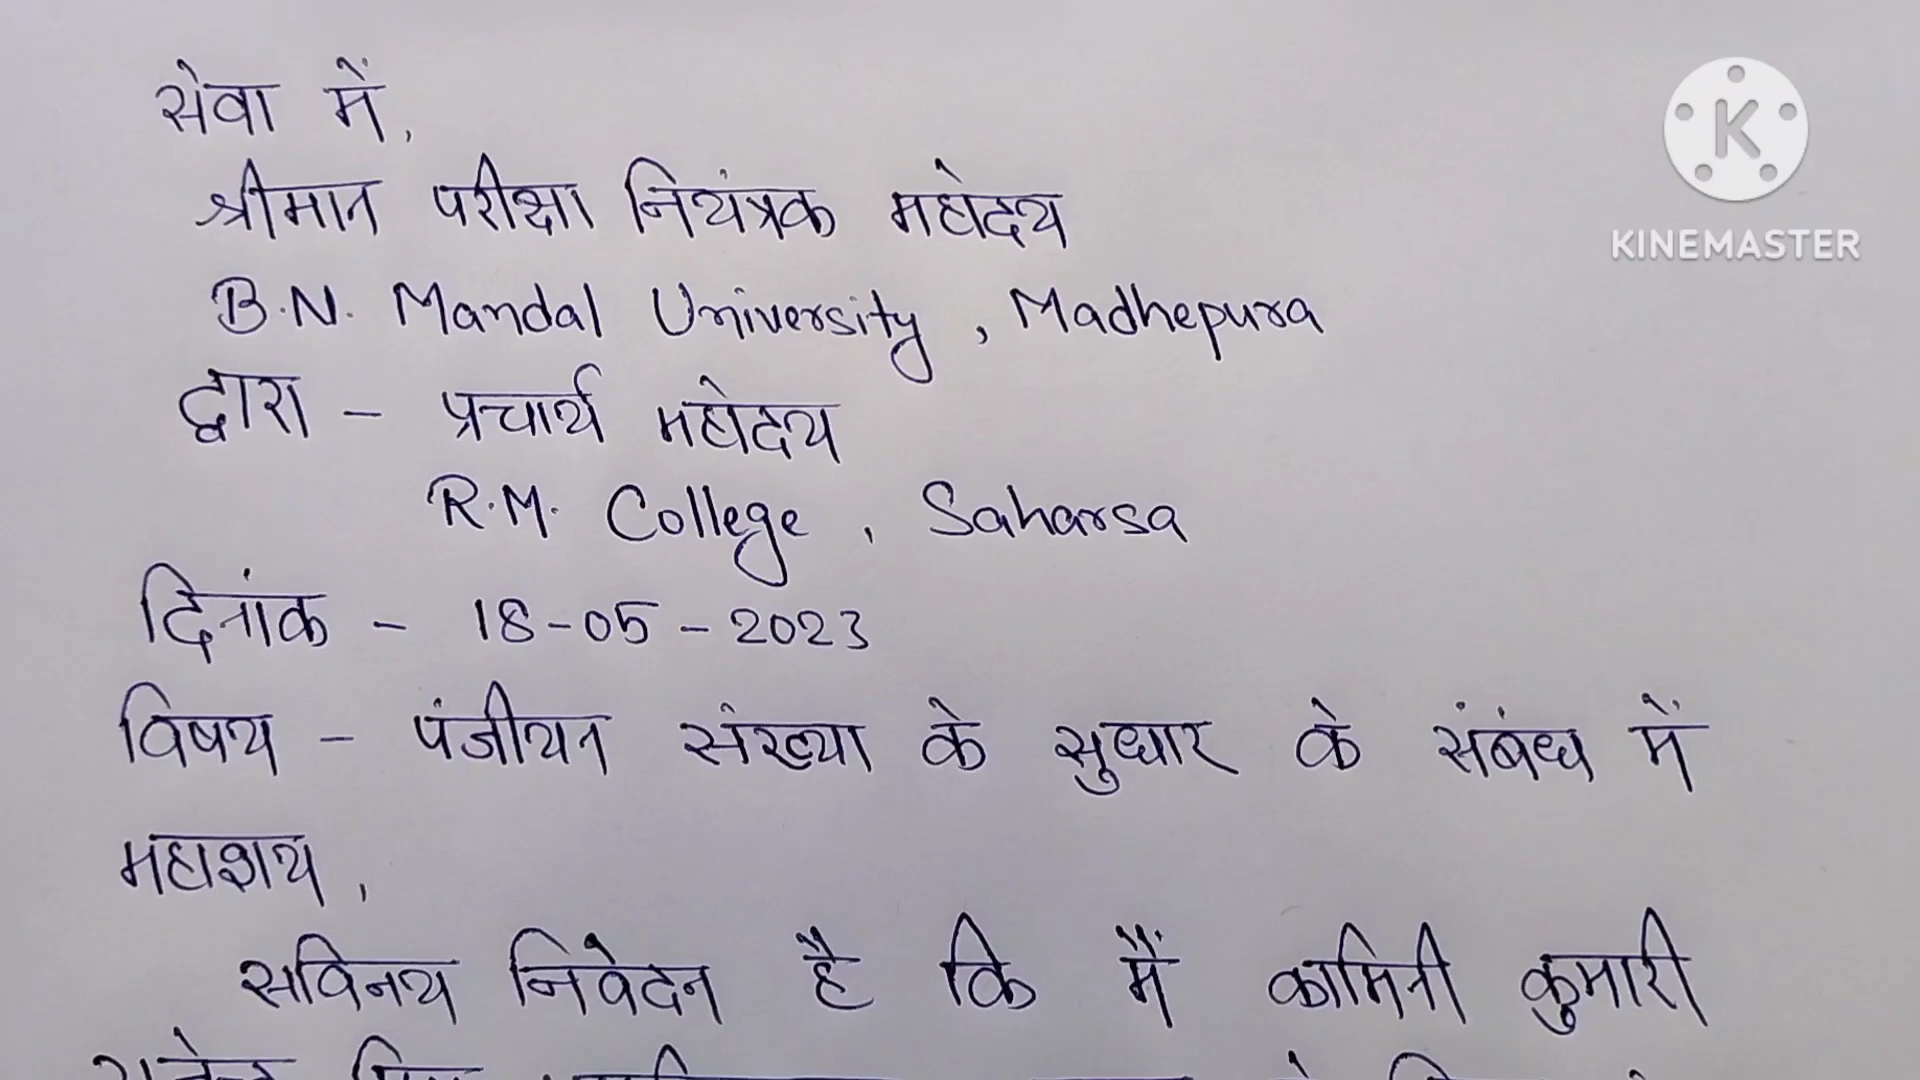 सेवा में,
श्रीमान परीक्षा नियंत्रक महोदय
B.N. Mandal University, Madhepura
द्वारा - प्रचार्य महोदय
R.M. College, Saharsa
दिनांक - 18-05-2023
विषय - पंजीयन संख्या के सुधार के संबंध में
महाशय,
सविनय निवेदन है कि मैं कामिनी कुमारी
K
KINEMASTER